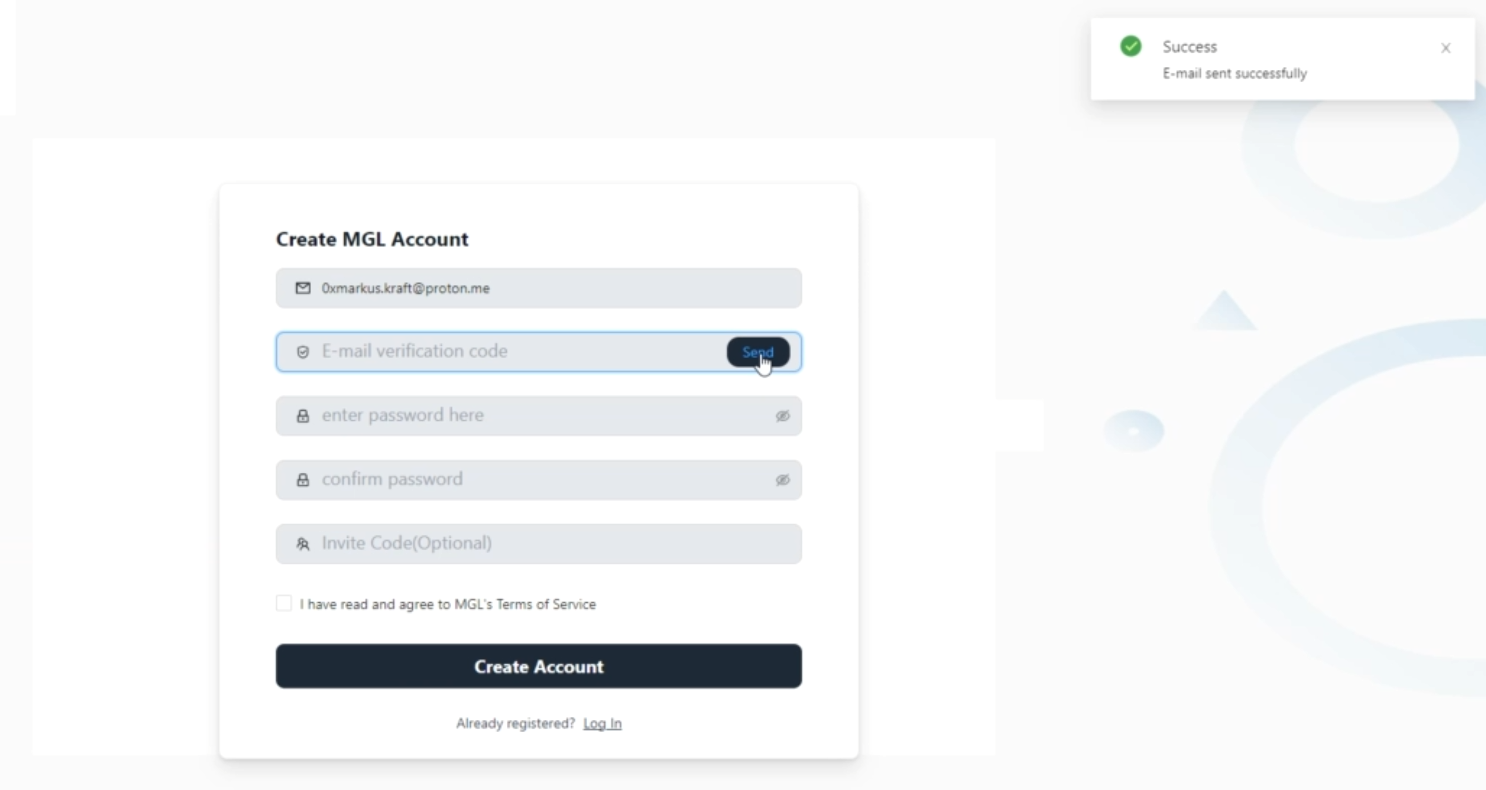 Success
E-mail sent successfully
Create MGL Account
0xmarkus.kraft@proton.me
E-mail verification code
Send
enter password here
confirm password
Invite Code(Optional)
I have read and agree to MGL's Terms of Service
Create Account
Already registered? Log In